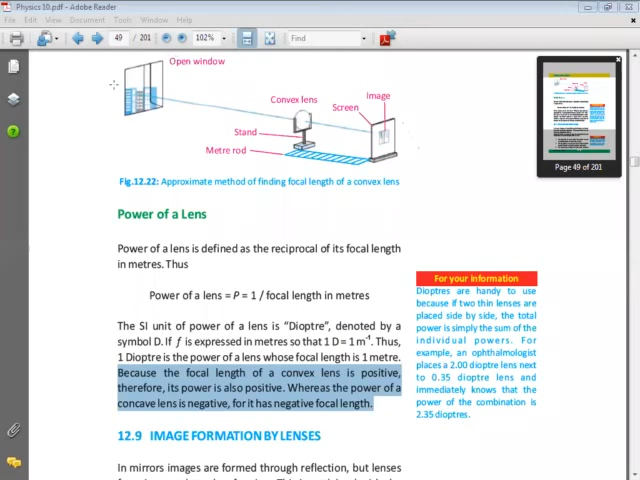 Physics 10.pdf - Adobe Reader
File Edit View Document Tools Window Help
49 / 201 102% Find
Open window
Convex lens
Image
Screen
Stand
Metre rod
Fig.12.22: Approximate method of finding focal length of a convex lens
Page 49 of 201
Power of a Lens
Power of a lens is defined as the reciprocal of its focal length
in metres. Thus
Power of a lens = P = 1 / focal length in metres
The SI unit of power of a lens is “Dioptre”, denoted by a
symbol D. If f is expressed in metres so that 1 D = 1 m⁻¹. Thus,
1 Dioptre is the power of a lens whose focal length is 1 metre.
Because the focal length of a convex lens is positive,
therefore, its power is also positive. Whereas the power of a
concave lens is negative, for it has negative focal length.
For your information
Dioptres are handy to use
because if two thin lenses are
placed side by side, the total
power is simply the sum of the
individual powers. For
example, an ophthalmologist
places a 2.00 dioptre lens next
to 0.35 dioptre lens and
immediately knows that the
power of the combination is
2.35 dioptres.
12.9 IMAGE FORMATION BY LENSES
In mirrors images are formed through reflection, but lenses